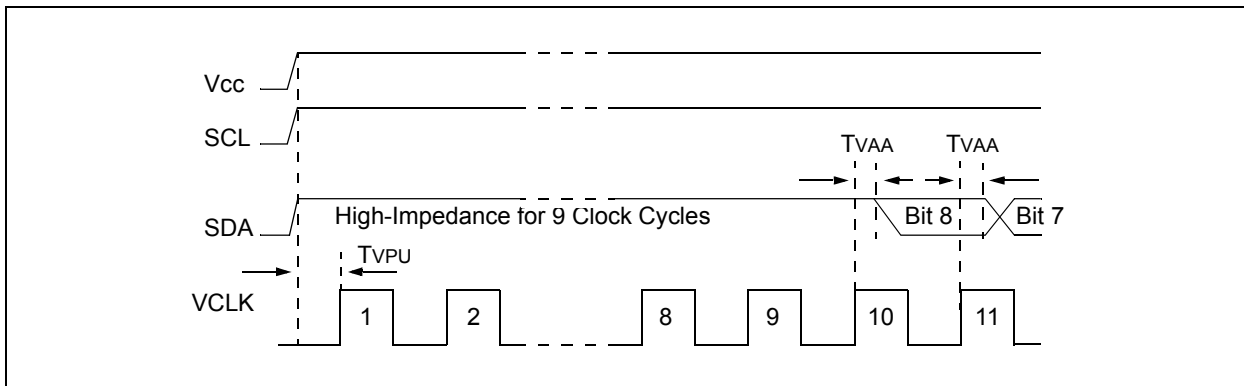 Vcc
SCL
TVAA TVAA
SDA
High-Impedance for 9 Clock Cycles
Bit 8 Bit 7
TVPU
VCLK
1 2 8 9 10 11